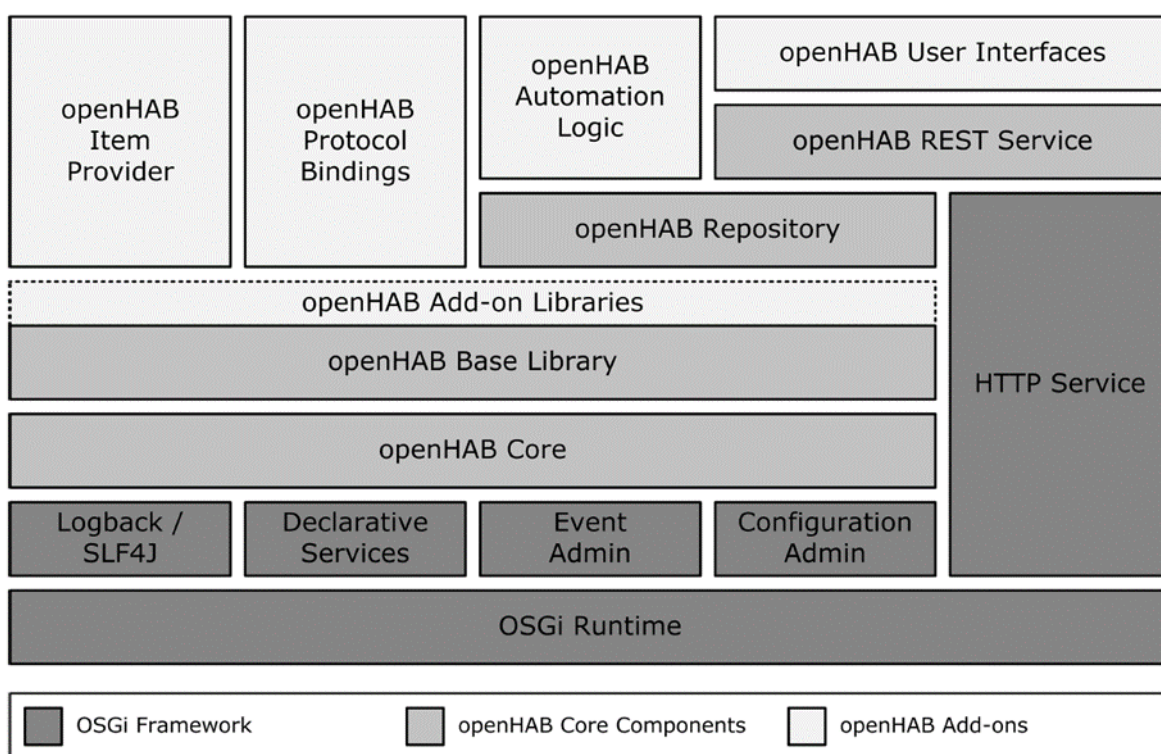 openHAB
Item
Provider
openHAB
Protocol
Bindings
openHAB
Automation
Logic
openHAB User Interfaces
openHAB REST Service
openHAB Repository
openHAB Add-on Libraries
openHAB Base Library
HTTP Service
openHAB Core
Logback /
SLF4J
Declarative
Services
Event
Admin
Configuration
Admin
OSGi Runtime
OSGi Framework
openHAB Core Components
openHAB Add-ons